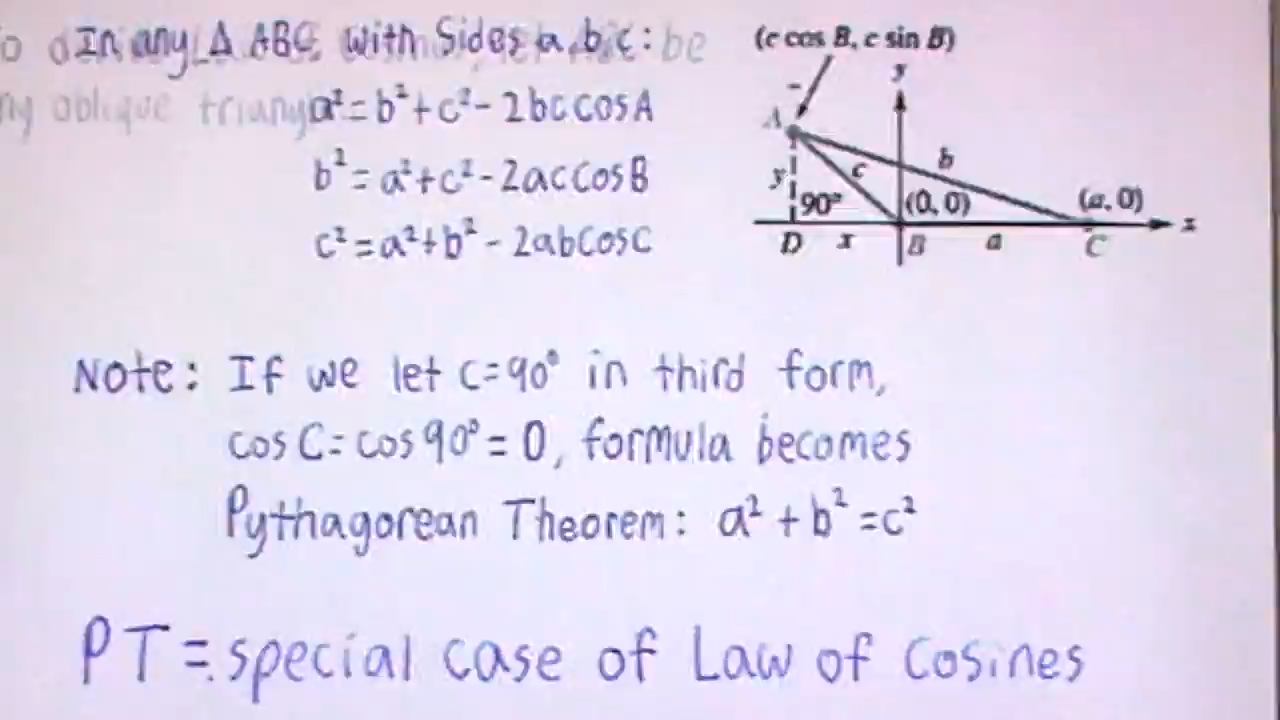 In any Δ ABC with Sides a, b, c:
a² = b² + c² - 2bc cos A
b² = a² + c² - 2ac cos B
c² = a² + b² - 2ab cos C
(c cos B, c sin B)
y
A
b
c
y
90°
(0, 0)
(a, 0)
x
D
x
B
a
C
Note: If we let C = 90° in third form,
cos C = cos 90° = 0, formula becomes
Pythagorean Theorem: a² + b² = c²
PT = special case of Law of Cosines